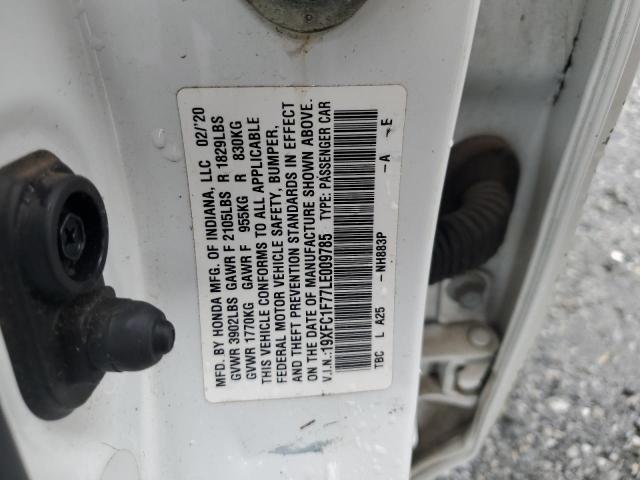 MFD. BY HONDA MFG. OF INDIANA, LLC 02/'20
GVWR 3902LBS GAWR F 2105LBS R 1829LBS
GVWR 1770KG GAWR F 955KG R 830KG
THIS VEHICLE CONFORMS TO ALL APPLICABLE
FEDERAL MOTOR VEHICLE SAFETY, BUMPER,
AND THEFT PREVENTION STANDARDS IN EFFECT
ON THE DATE OF MANUFACTURE SHOWN ABOVE.
V.I.N.:19XFC1F77LE009785 TYPE: PASSENGER CAR
TBC L A25 -NH883P -A -E